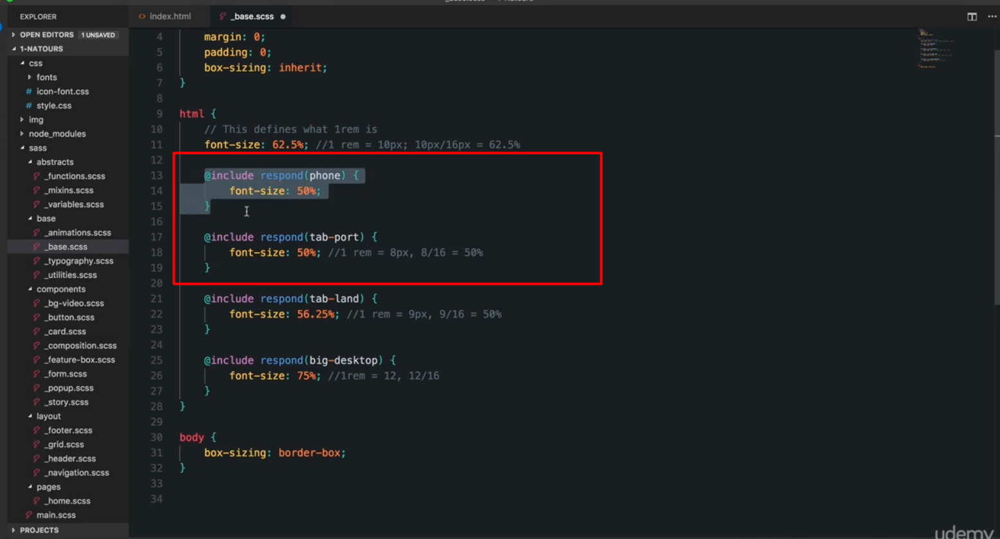 EXPLORER
OPEN EDITORS 1 UNSAVED
1-NATOURS
css
fonts
# icon-font.css
# style.css
img
node_modules
sass
abstracts
_functions.scss
_mixins.scss
_variables.scss
base
_animations.scss
_base.scss
_typography.scss
_utilities.scss
components
_bg-video.scss
_button.scss
_card.scss
_composition.scss
_feature-box.scss
_form.scss
_popup.scss
_story.scss
layout
_footer.scss
_grid.scss
_header.scss
_navigation.scss
pages
_home.scss
main.scss
PROJECTS
<> index.html
_base.scss
4 margin: 0;
5 padding: 0;
6 box-sizing: inherit;
7 }
8
9 html {
10 // This defines what 1rem is
11 font-size: 62.5%; //1 rem = 10px; 10px/16px = 62.5%
12
13 @include respond(phone) {
14 font-size: 50%;
15 }
16
17 @include respond(tab-port) {
18 font-size: 50%; //1 rem = 8px, 8/16 = 50%
19 }
20
21 @include respond(tab-land) {
22 font-size: 56.25%; //1 rem = 9px, 9/16 = 50%
23 }
24
25 @include respond(big-desktop) {
26 font-size: 75%; //1rem = 12, 12/16
27 }
28 }
29
30 body {
31 box-sizing: border-box;
32 }
33
34
udemy